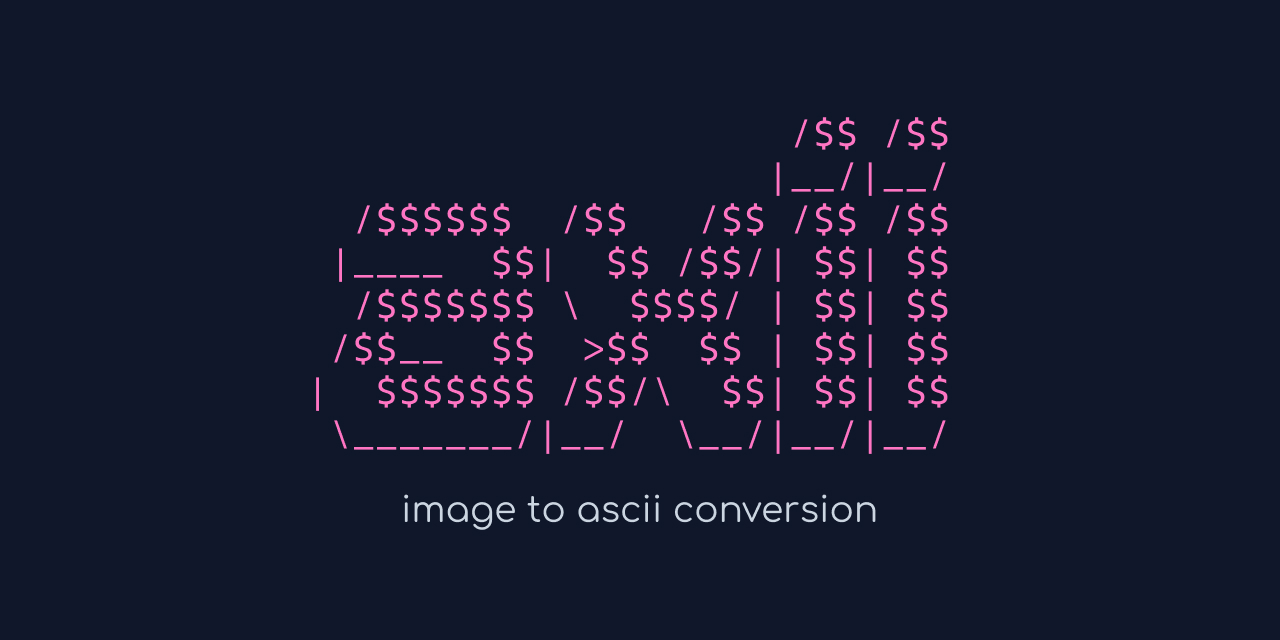 /$$ /$$
                    |__/|__/
  /$$$$$$  /$$   /$$ /$$ /$$
 |____  $$|  $$ /$$/| $$| $$
  /$$$$$$$ \  $$$$/ | $$| $$
 /$$__  $$  >$$  $$ | $$| $$
|  $$$$$$$ /$$/\  $$| $$| $$
 \_______/|__/  \__/|__/|__/
image to ascii conversion